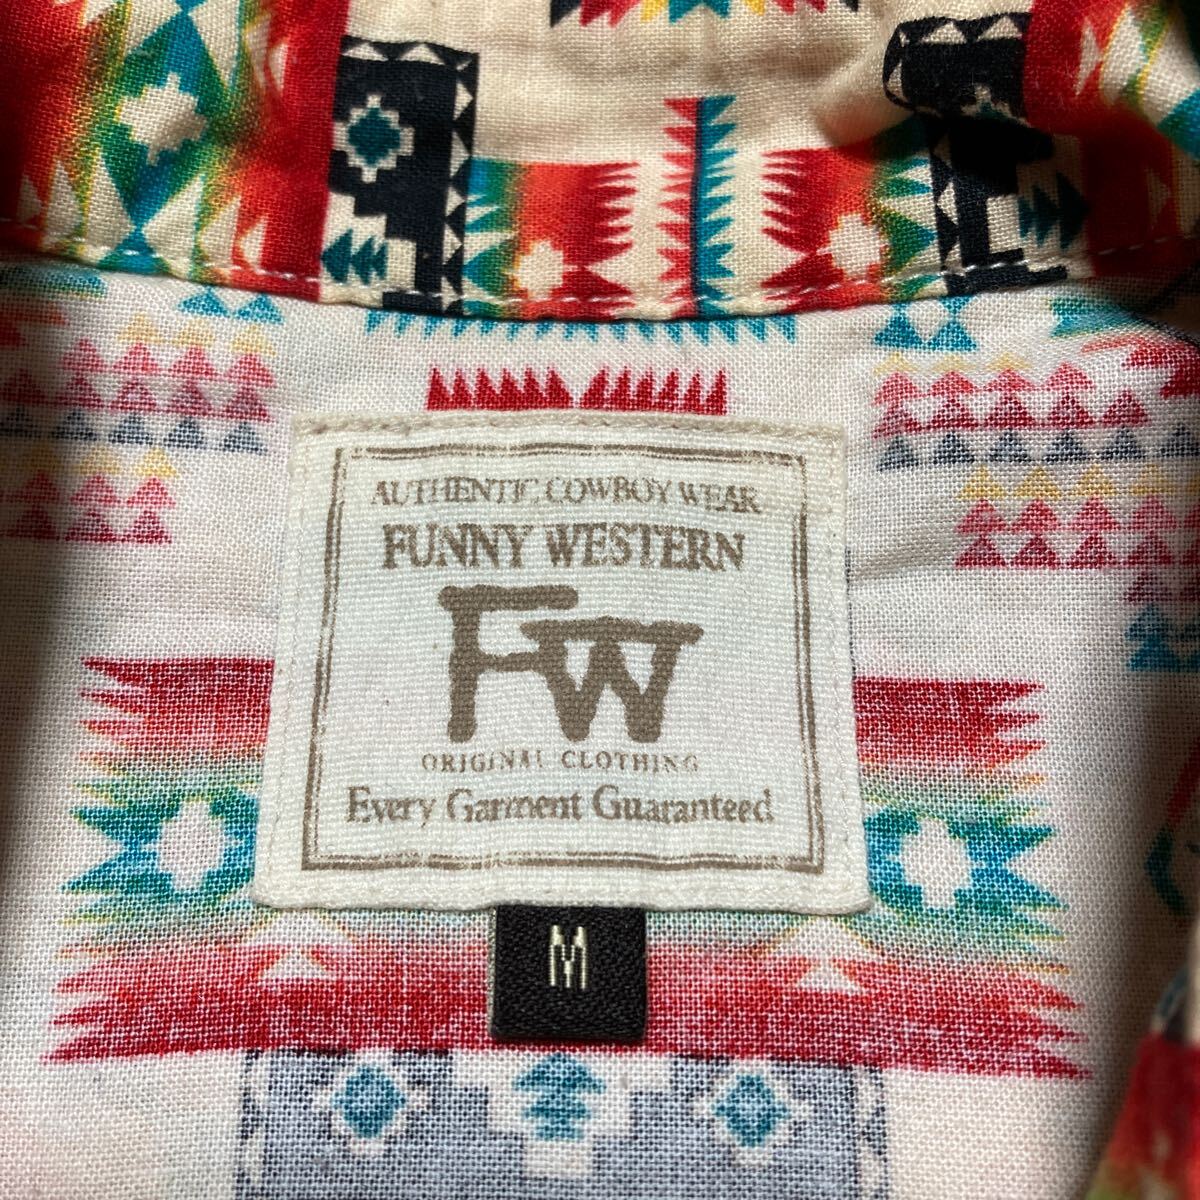 AUTHENTIC COWBOY WEAR
FUNNY WESTERN
FW
ORIGINAL CLOTHING
Every Garment Guaranteed
M